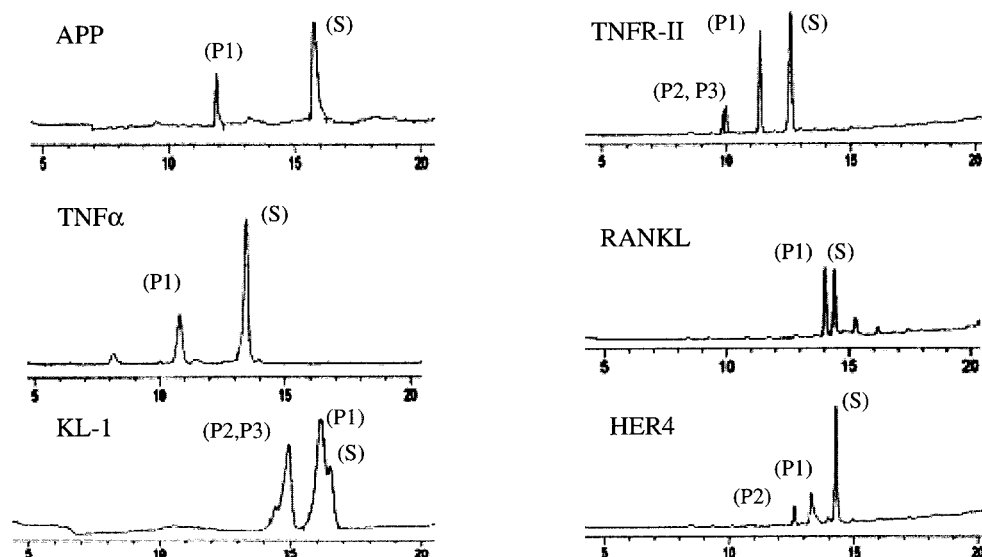 APP
(P1)
(S)
5 10 15 20
TNFα
(P1)
(S)
5 10 15 20
KL-1
(P2,P3)
(P1)
(S)
5 10 15 20
TNFR-II
(P1)
(S)
(P2, P3)
5 10 15 20
RANKL
(P1)
(S)
5 10 15 20
HER4
(S)
(P1)
(P2)
5 10 15 20